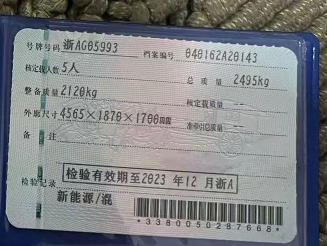 号牌号码 浙AG05993 档案编号 040162A20143
核定载人数 5人 总质量 2495kg
整备质量 2120kg 核定载质量 --
外廓尺寸 4565×1870×1700mm 准牵引总质量 --
备注
检验记录 检验有效期至2023 年 12 月浙A
新能源/混
*3380050287668*